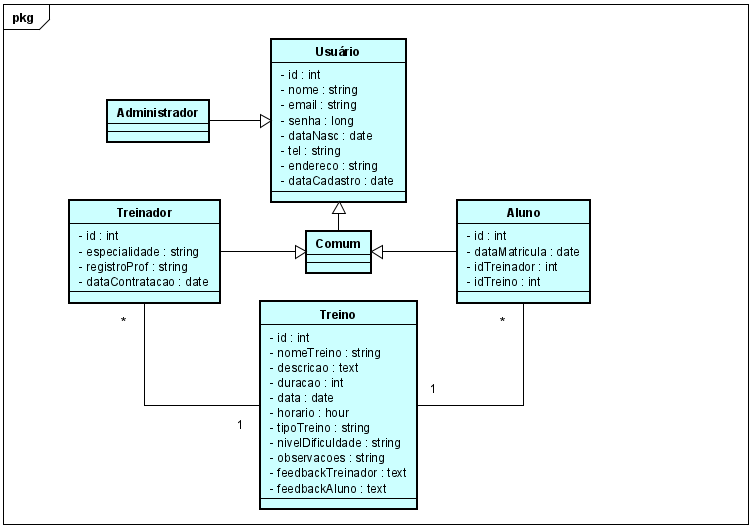 pkg
Usuário
- id : int
- nome : string
- email : string
- senha : long
- dataNasc : date
- tel : string
- endereco : string
- dataCadastro : date
Administrador
Treinador
- id : int
- especialidade : string
- registroProf : string
- dataContratacao : date
Comum
Aluno
- id : int
- dataMatricula : date
- idTreinador : int
- idTreino : int
*
*
Treino
- id : int
- nomeTreino : string
- descricao : text
- duracao : int
- data : date
- horario : hour
- tipoTreino : string
- nivelDificuldade : string
- observacoes : string
- feedbackTreinador : text
- feedbackAluno : text
1
1